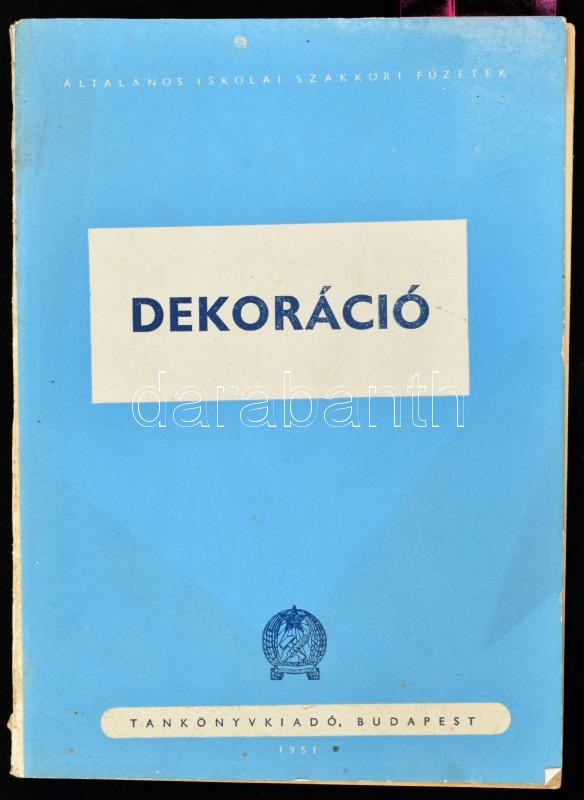 ÁLTALÁNOS ISKOLAI SZAKKÖRI FÜZETEK
DEKORÁCIÓ
darabanth
TANKÖNYVKIADÓ, BUDAPEST
1951